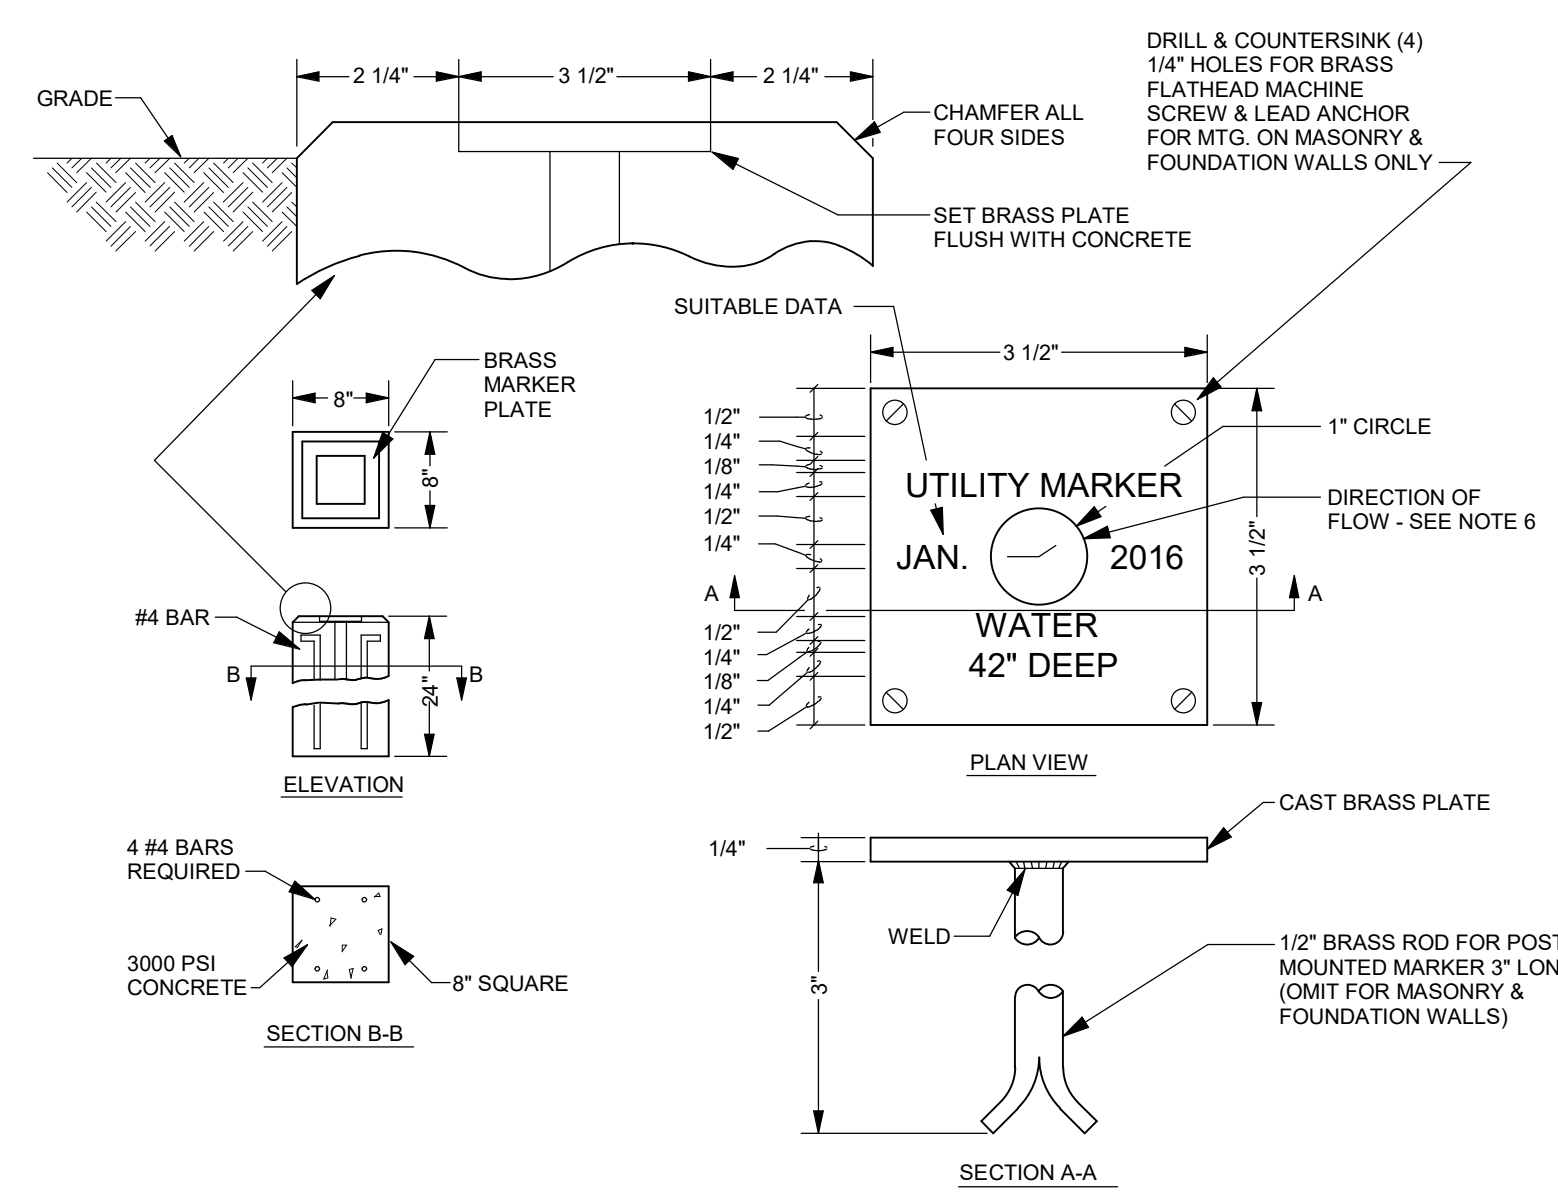 2 1/4"
3 1/2"
2 1/4"
GRADE
CHAMFER ALL
FOUR SIDES
DRILL & COUNTERSINK (4)
1/4" HOLES FOR BRASS
FLATHEAD MACHINE
SCREW & LEAD ANCHOR
FOR MTG. ON MASONRY &
FOUNDATION WALLS ONLY
SET BRASS PLATE
FLUSH WITH CONCRETE
SUITABLE DATA
BRASS
MARKER
PLATE
8"
8"
#4 BAR
B
B
24"
ELEVATION
4 #4 BARS
REQUIRED
3000 PSI
CONCRETE
8" SQUARE
SECTION B-B
3 1/2"
1/2"
1/4"
1/8"
1/4"
1/2"
1/4"
1/2"
1/4"
1/8"
1/4"
1/2"
UTILITY MARKER
JAN.
2016
WATER
42" DEEP
1" CIRCLE
DIRECTION OF
FLOW - SEE NOTE 6
3 1/2"
A
A
PLAN VIEW
CAST BRASS PLATE
1/4"
WELD
3"
1/2" BRASS ROD FOR POST
MOUNTED MARKER 3" LON
(OMIT FOR MASONRY &
FOUNDATION WALLS)
SECTION A-A